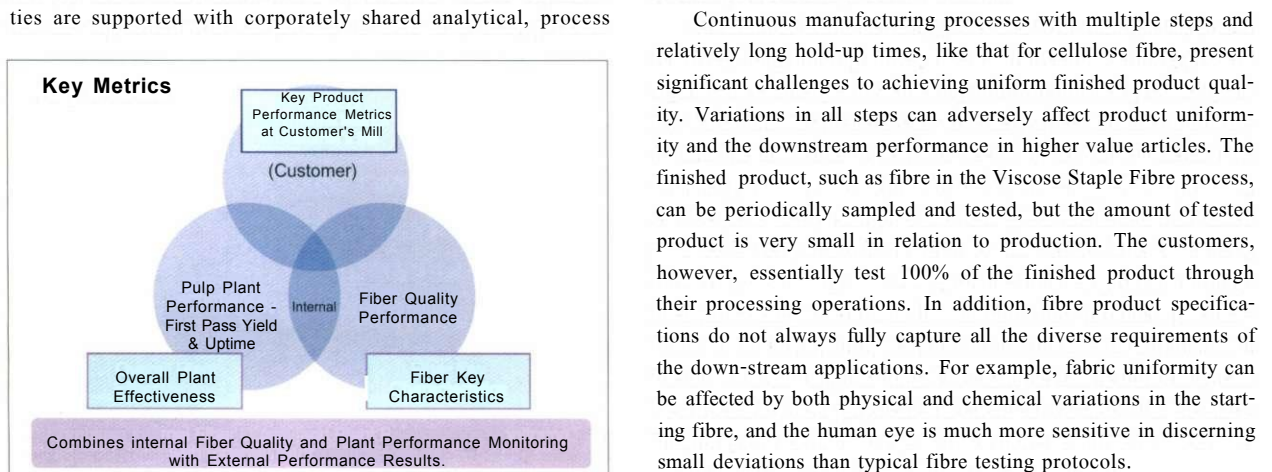 ties are supported with corporately shared analytical, process
Key Metrics
Key Product
Performance Metrics
at Customer's Mill
(Customer)
Pulp Plant
Performance -
First Pass Yield
& Uptime
Internal
Fiber Quality
Performance
Overall Plant
Effectiveness
Fiber Key
Characteristics
Combines internal Fiber Quality and Plant Performance Monitoring
with External Performance Results.
Continuous manufacturing processes with multiple steps and
relatively long hold-up times, like that for cellulose fibre, present
significant challenges to achieving uniform finished product qual-
ity. Variations in all steps can adversely affect product uniform-
ity and the downstream performance in higher value articles. The
finished product, such as fibre in the Viscose Staple Fibre process,
can be periodically sampled and tested, but the amount of tested
product is very small in relation to production. The customers,
however, essentially test 100% of the finished product through
their processing operations. In addition, fibre product specifica-
tions do not always fully capture all the diverse requirements of
the down-stream applications. For example, fabric uniformity can
be affected by both physical and chemical variations in the start-
ing fibre, and the human eye is much more sensitive in discerning
small deviations than typical fibre testing protocols.